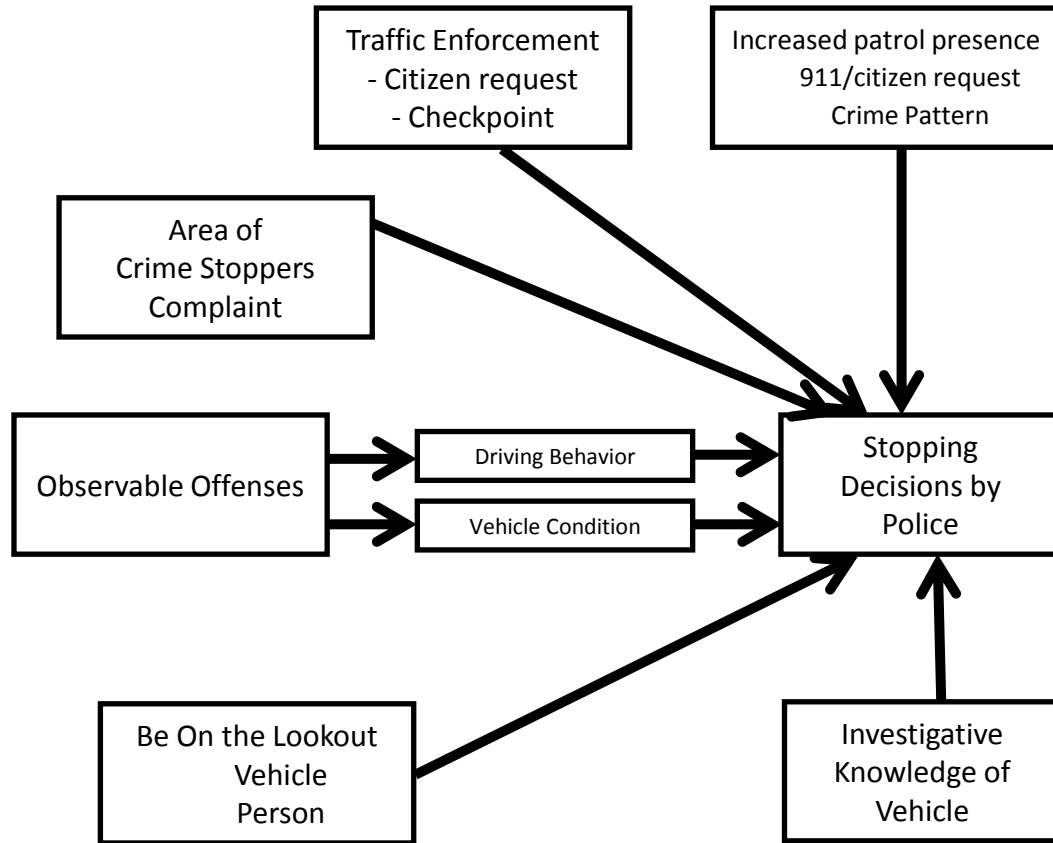 Traffic Enforcement
- Citizen request
- Checkpoint
Increased patrol presence
911/citizen request
Crime Pattern
Area of
Crime Stoppers
Complaint
Observable Offenses
Driving Behavior
Vehicle Condition
Stopping
Decisions by
Police
Be On the Lookout
Vehicle
Person
Investigative
Knowledge of
Vehicle